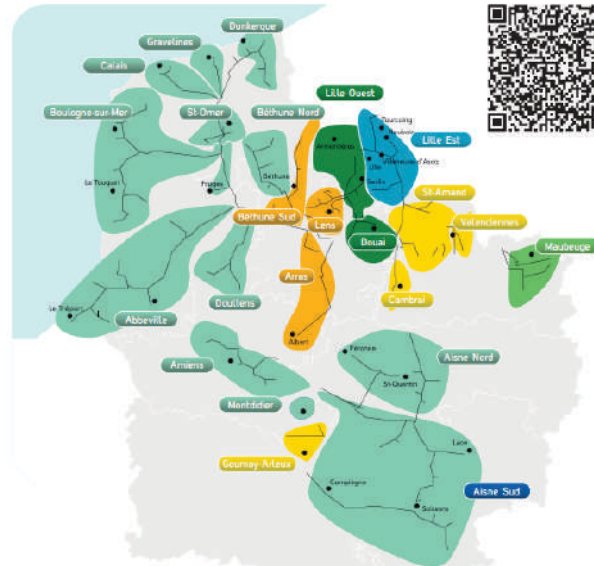 Dunkerque
Gravelines
Calais
Lille Ouest
Boulogne-sur-Mer
St-Omer
Béthune Nord
Tourcoing
Roubaix
Lille Est
Armentières
Lille
Villeneuve d'Ascq
Béthune
Seclin
St-Amand
Le Touquet
Fruges
Béthune Sud
Lens
Valenciennes
Douai
Maubeuge
Arras
Cambrai
Doullens
Le Tréport
Abbeville
Albert
Amiens
Péronne
Aisne Nord
St-Quentin
Montdidier
Laon
Gournay-Arleux
Compiègne
Aisne Sud
Soissons